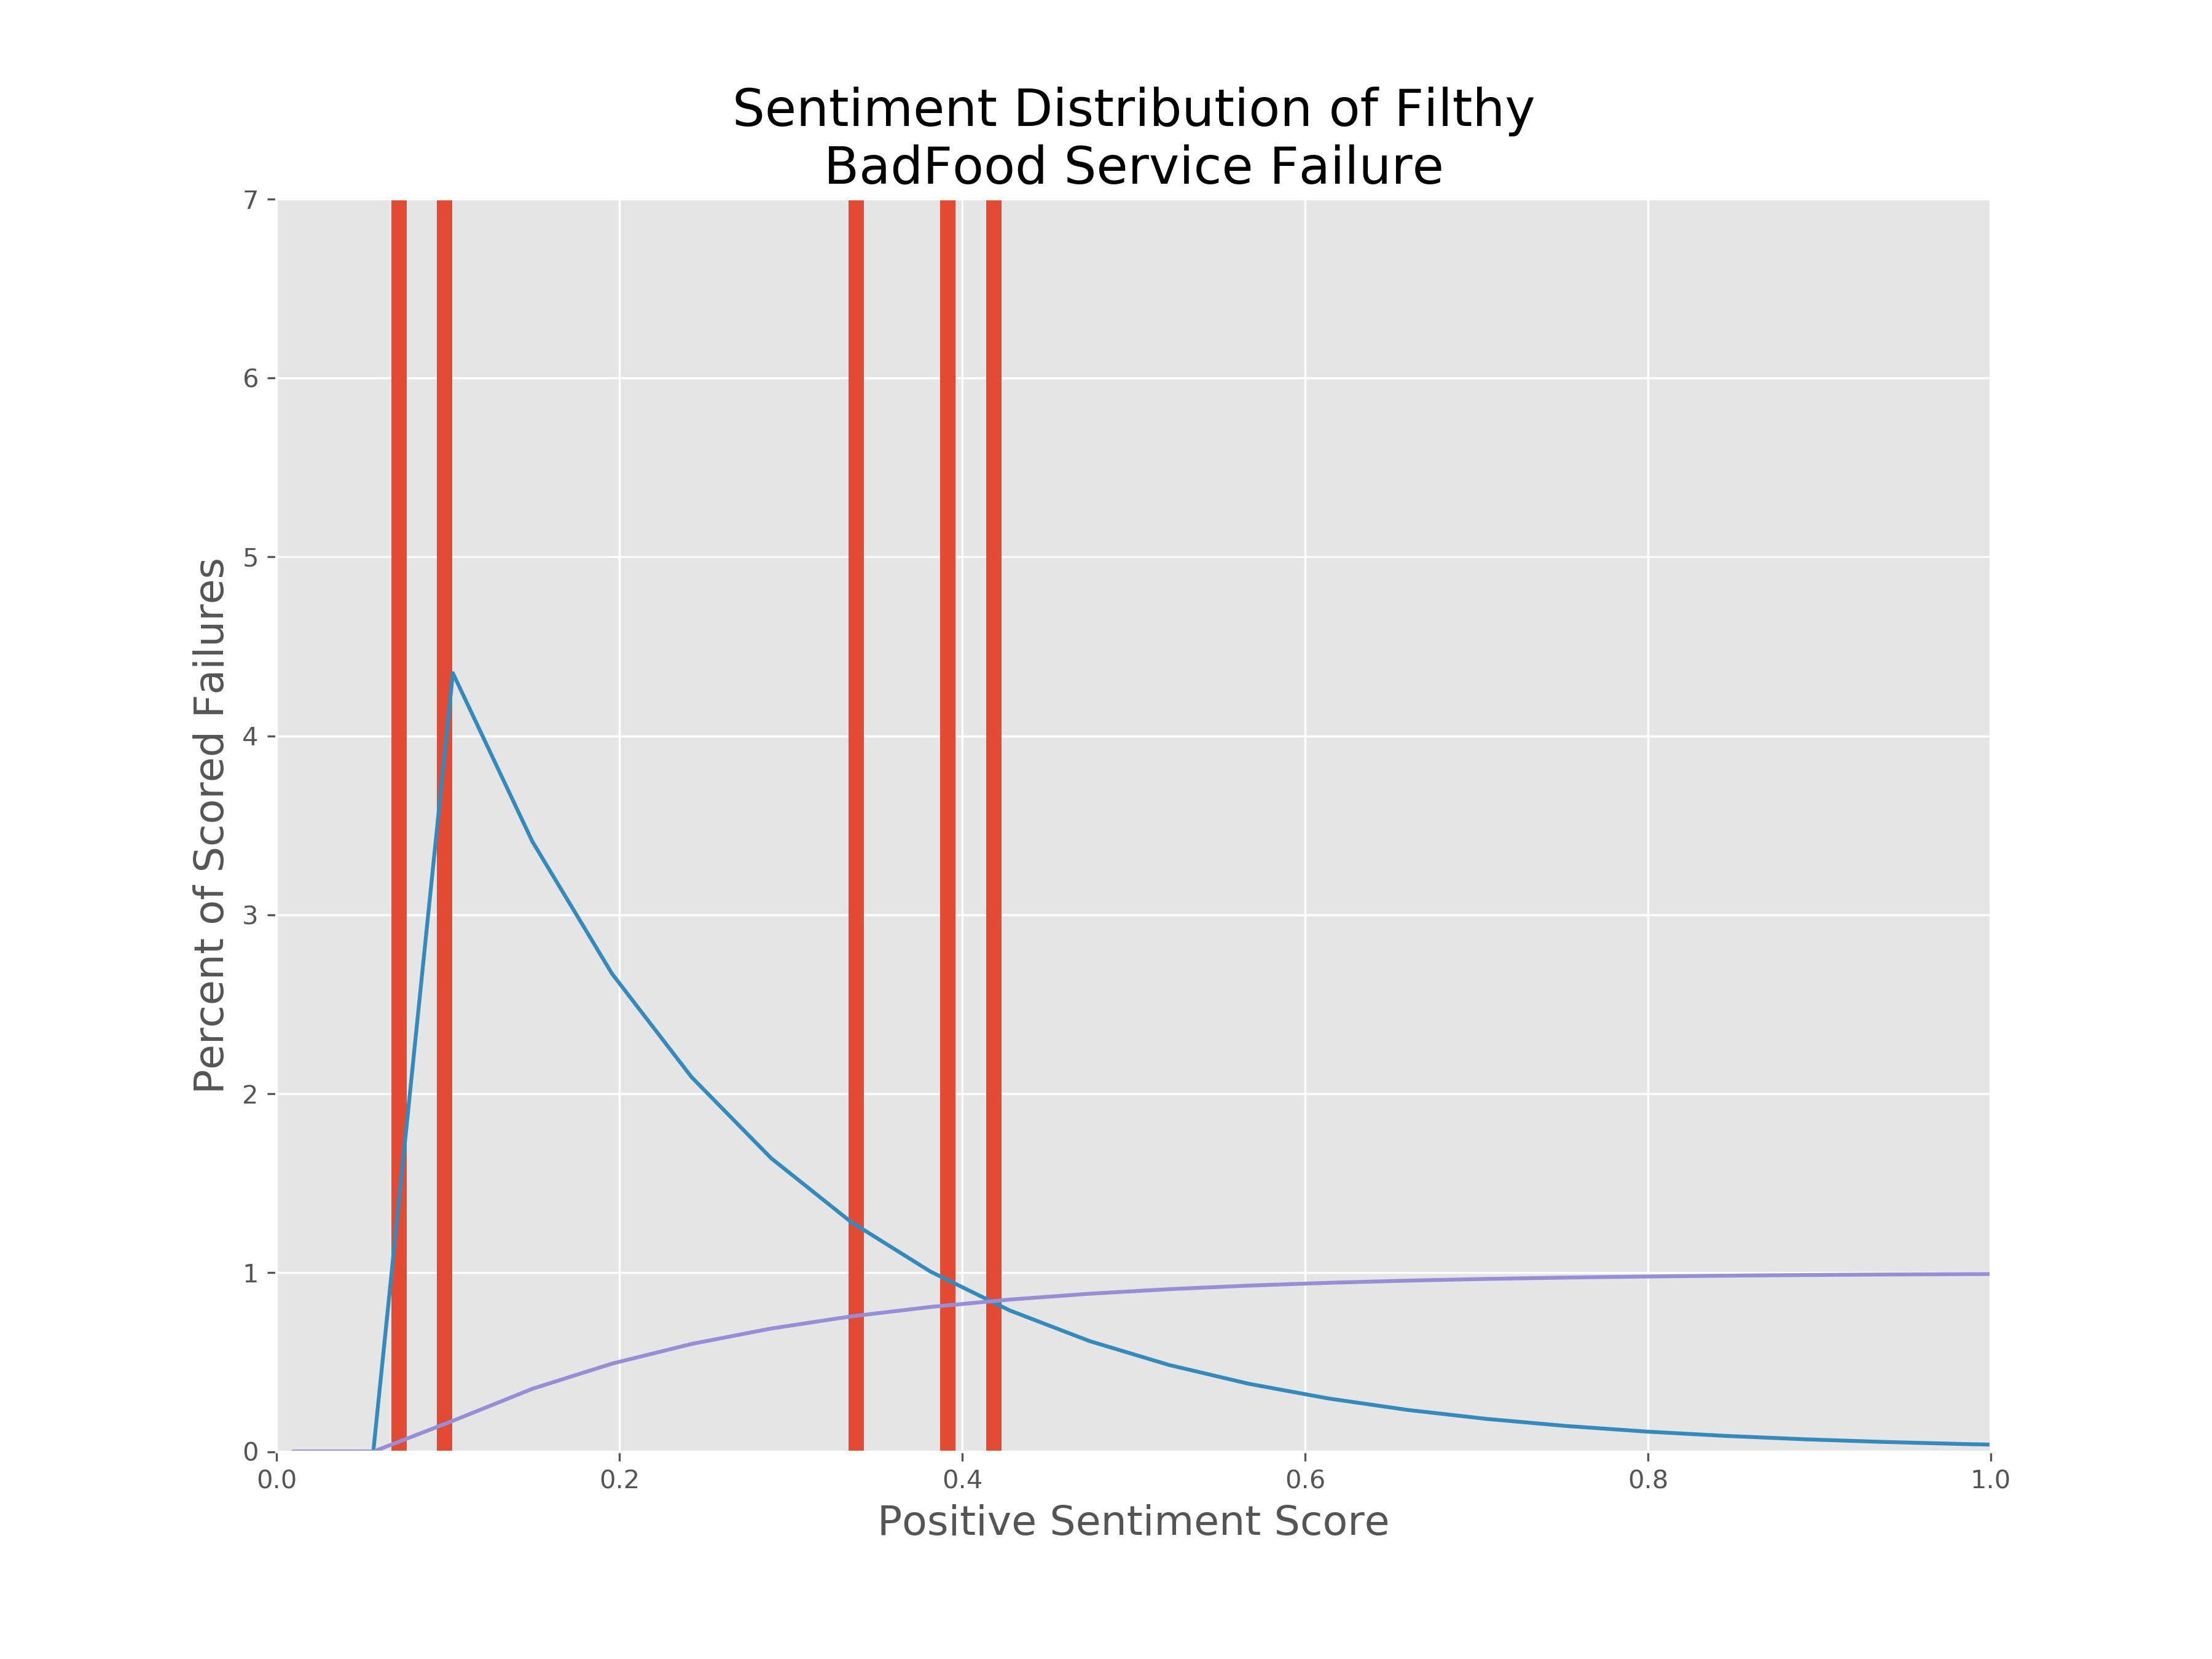 Sentiment Distribution of Filthy
BadFood Service Failure
7
6
5
4
3
2
1
0
Percent of Scored Failures
0.0 0.2 0.4 0.6 0.8 1.0
Positive Sentiment Score